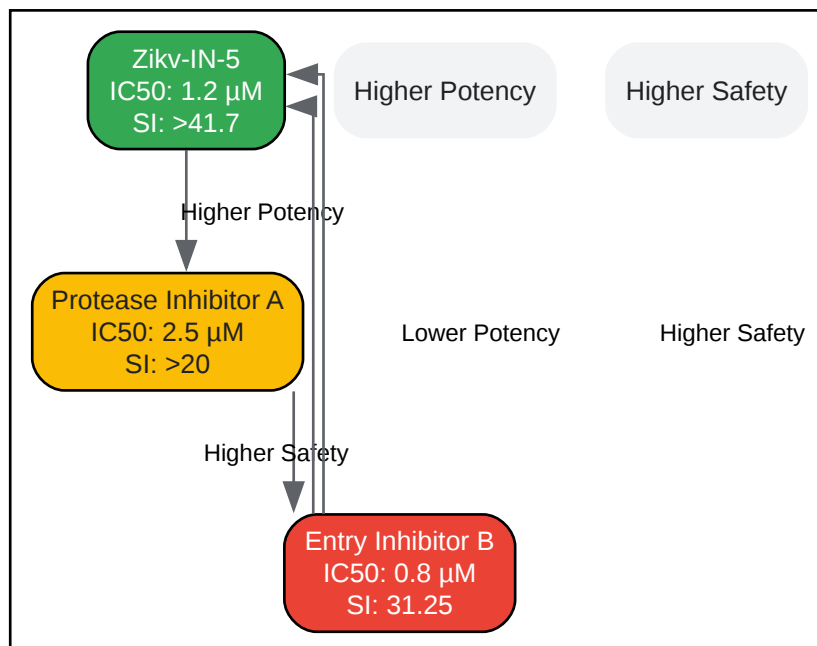 Zikv-IN-5
IC50: 1.2 µM
SI: >41.7
Higher Potency
Higher Safety
Higher Potency
Protease Inhibitor A
IC50: 2.5 µM
SI: >20
Lower Potency
Higher Safety
Higher Safety
Entry Inhibitor B
IC50: 0.8 µM
SI: 31.25